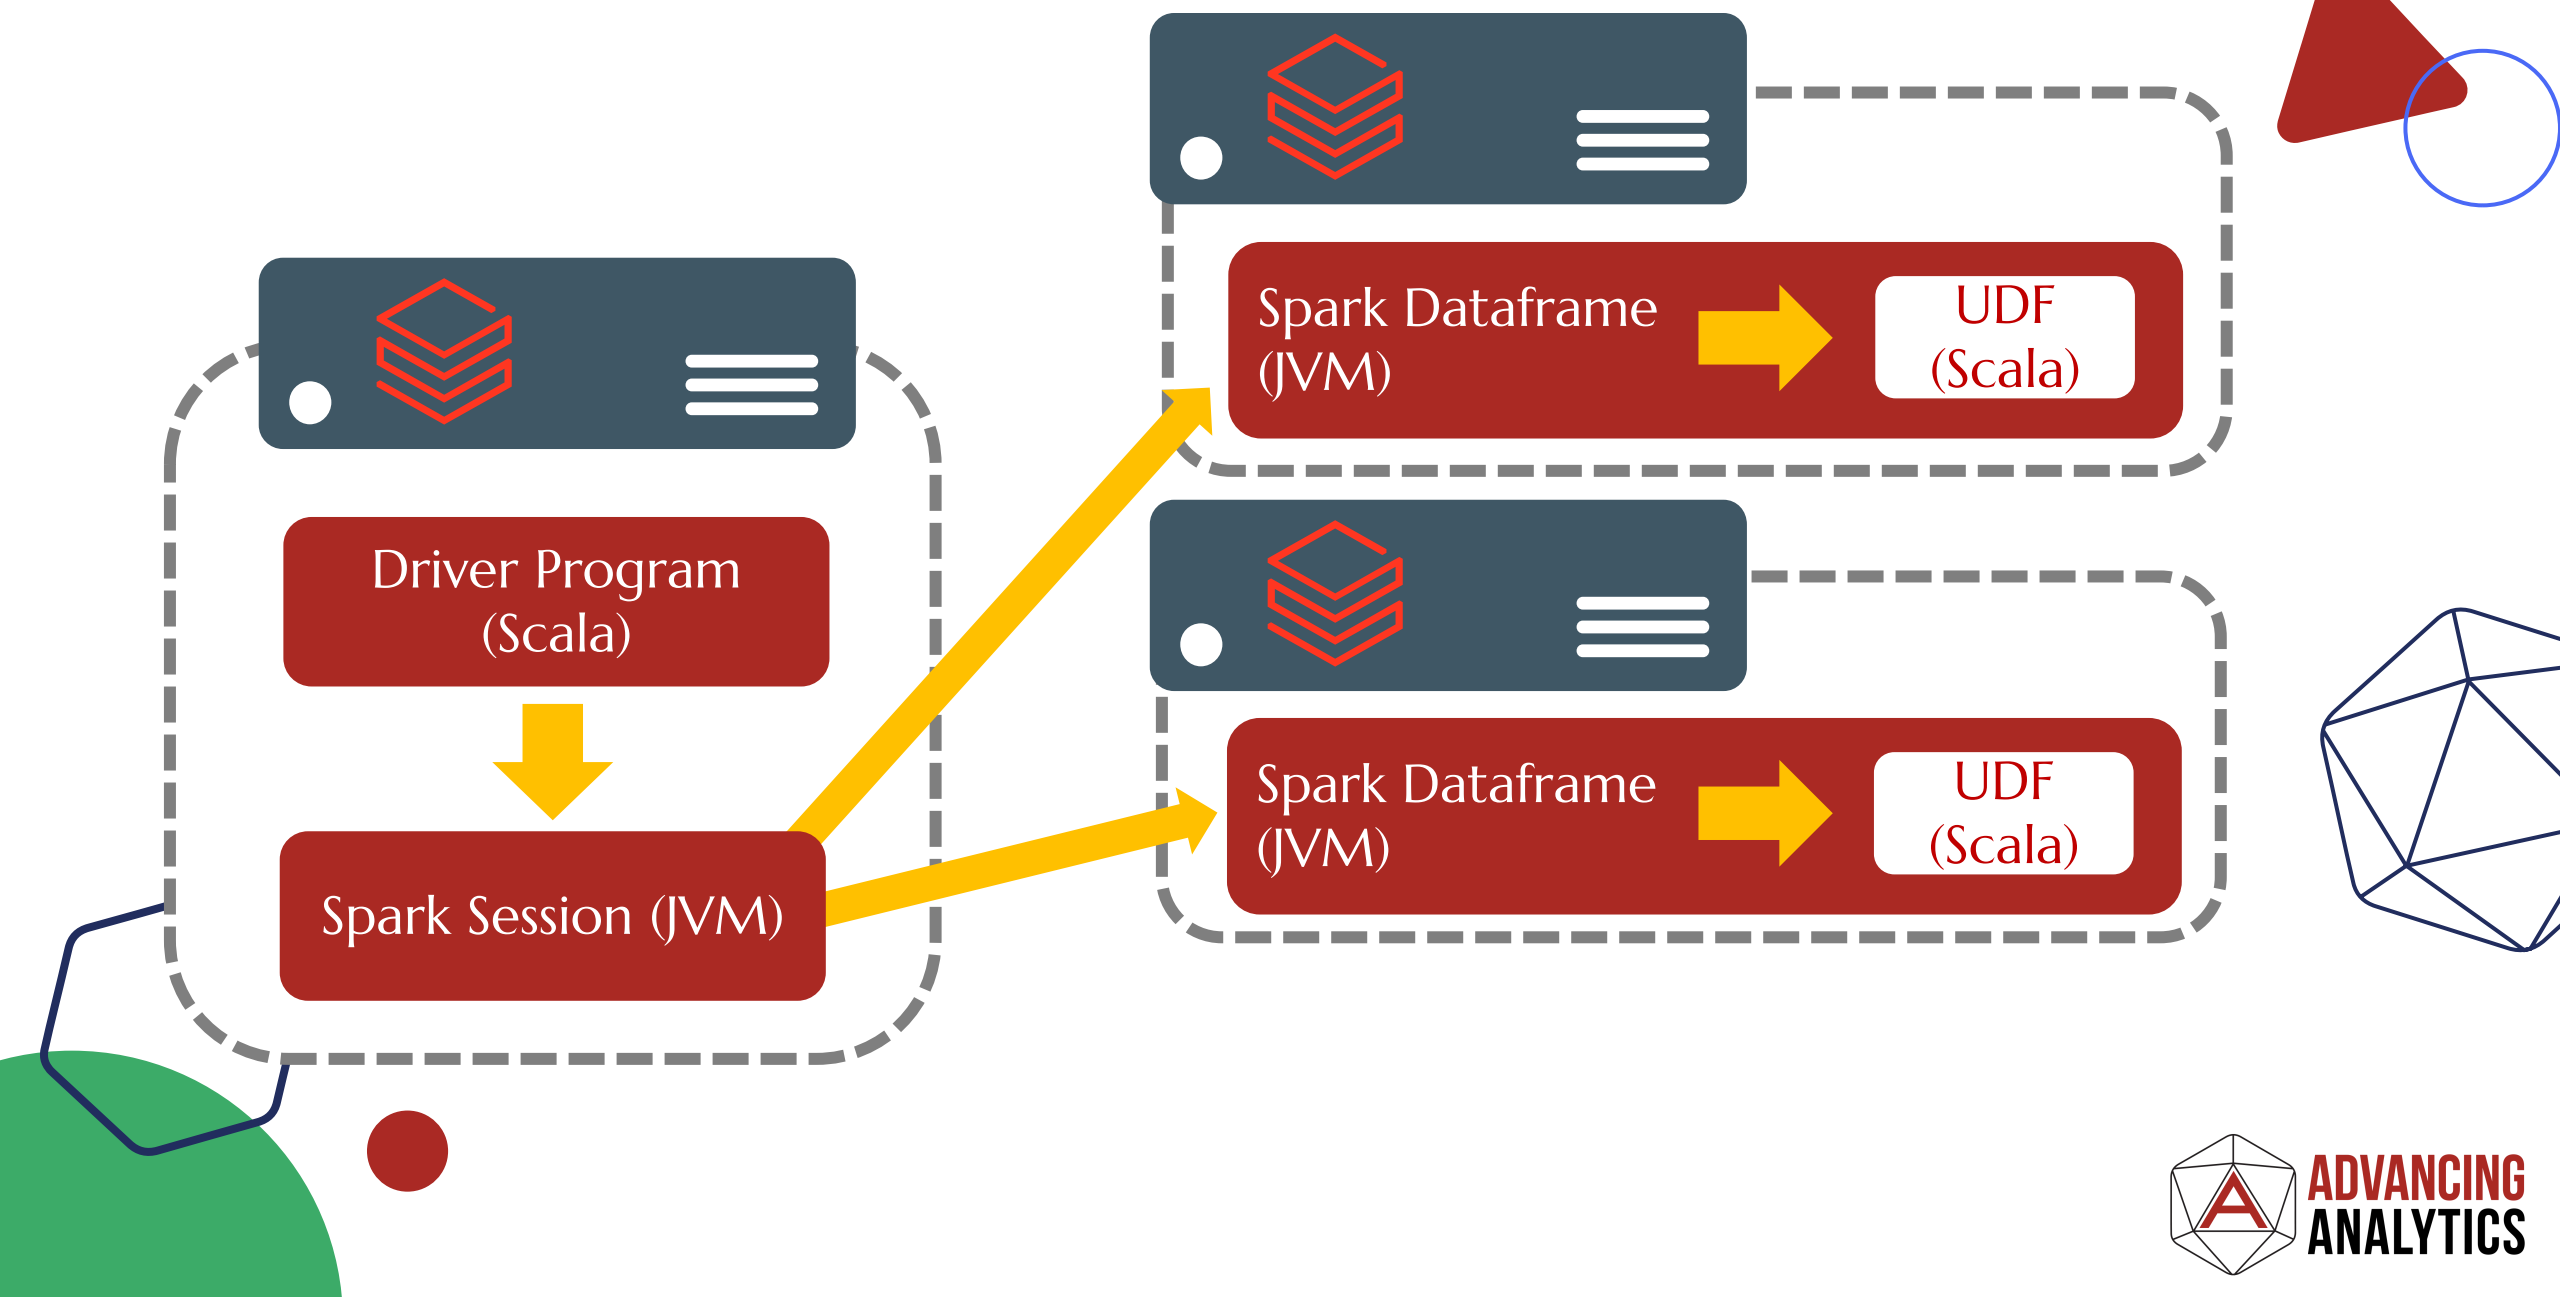 Driver Program
(Scala)
Spark Session (JVM)
Spark Dataframe
(JVM)
UDF
(Scala)
Spark Dataframe
(JVM)
UDF
(Scala)
ADVANCING
ANALYTICS